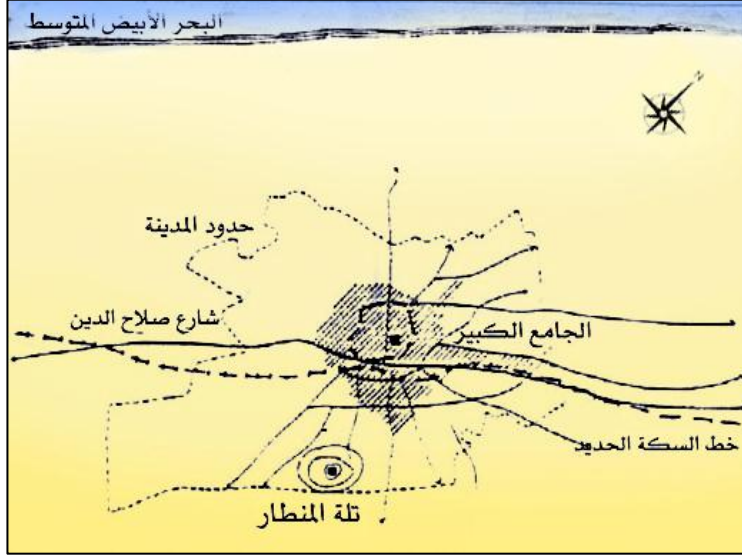 البحر الأبيض المتوسط
N
حدود المدينة
شارع صلاح الدين
الجامع الكبير
خط السكة الحديد
تلة المنطار